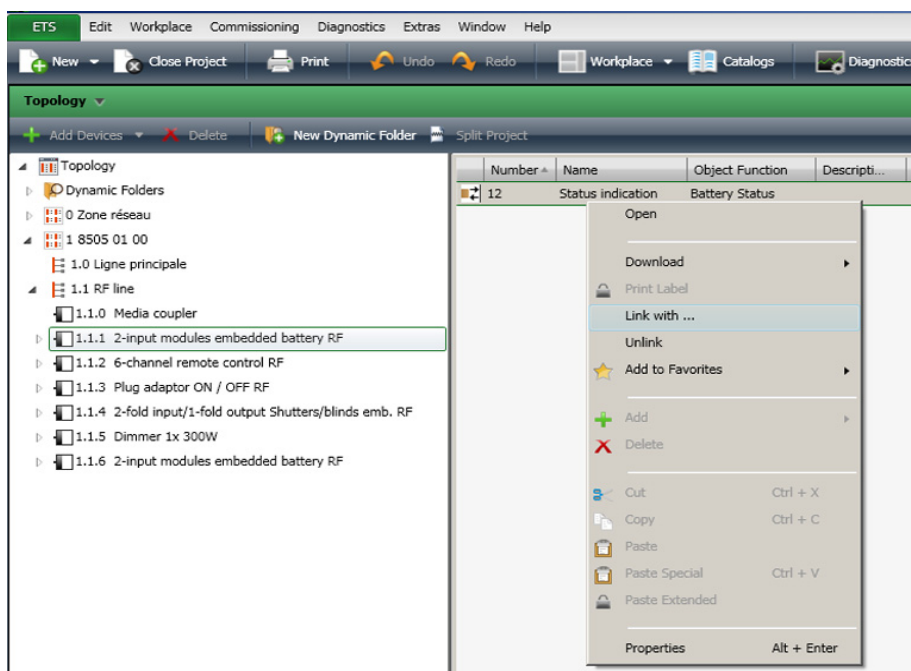 ETS Edit Workplace Commissioning Diagnostics Extras Window Help
New Close Project Print Undo Redo Workplace Catalogs Diagnostic
Topology
Add Devices Delete New Dynamic Folder Split Project
Topology
Dynamic Folders
0 Zone réseau
1 8505 01 00
1.0 Ligne principale
1.1 RF line
1.1.0 Media coupler
1.1.1 2-input modules embedded battery RF
1.1.2 6-channel remote control RF
1.1.3 Plug adaptor ON / OFF RF
1.1.4 2-fold input/1-fold output Shutters/blinds emb. RF
1.1.5 Dimmer 1x 300W
1.1.6 2-input modules embedded battery RF
Number Name Object Function Descripti...
12 Status indication Battery Status
Open
Download
Print Label
Link with ...
Unlink
Add to Favorites
Add
Delete
Cut Ctrl + X
Copy Ctrl + C
Paste
Paste Special Ctrl + V
Paste Extended
Properties Alt + Enter